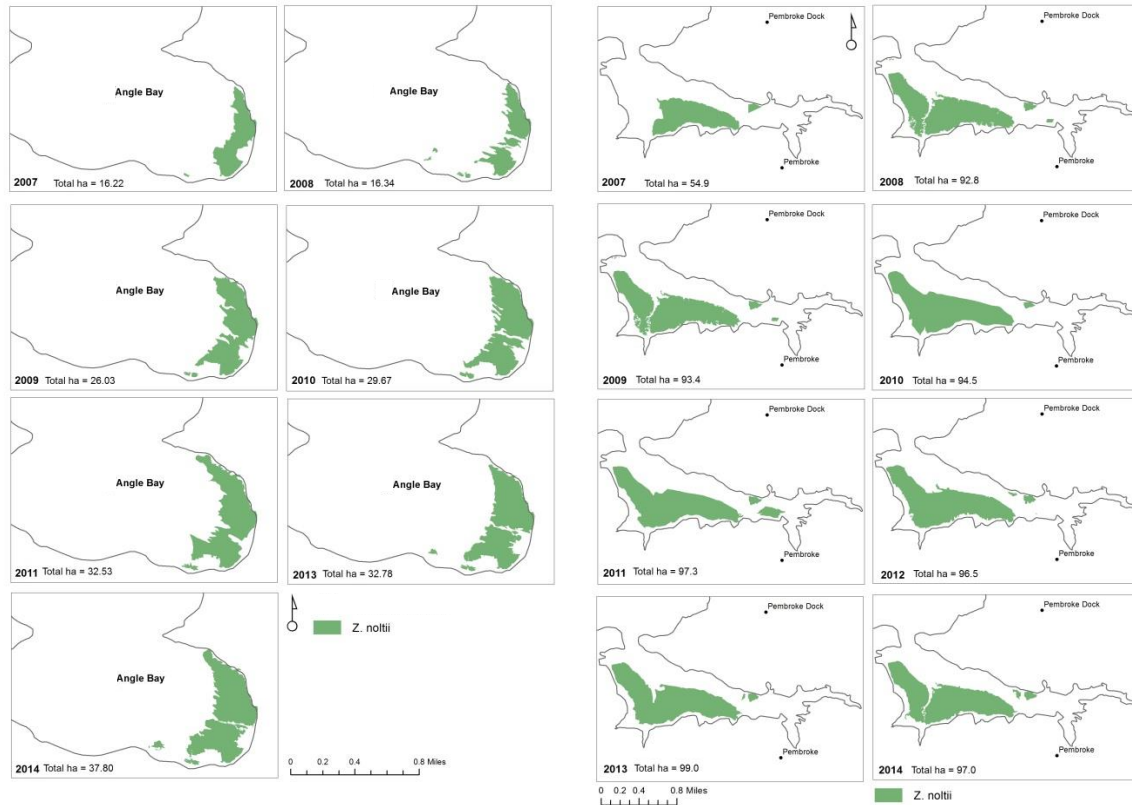 Angle Bay
2007 Total ha = 16.22
Angle Bay
2008 Total ha = 16.34
Angle Bay
2009 Total ha = 26.03
Angle Bay
2010 Total ha = 29.67
Angle Bay
2011 Total ha = 32.53
Angle Bay
2013 Total ha = 32.78
Angle Bay
2014 Total ha = 37.80
Z. noltii
0 0.2 0.4 0.8 Miles
Pembroke Dock
Pembroke
2007 Total ha = 54.9
Pembroke Dock
Pembroke
2008 Total ha = 92.8
Pembroke Dock
Pembroke
2009 Total ha = 93.4
Pembroke Dock
Pembroke
2010 Total ha = 94.5
Pembroke Dock
Pembroke
2011 Total ha = 97.3
Pembroke Dock
Pembroke
2012 Total ha = 96.5
Pembroke Dock
Pembroke
2013 Total ha = 99.0
Pembroke Dock
Pembroke
2014 Total ha = 97.0
0 0.2 0.4 0.8 Miles
Z. noltii